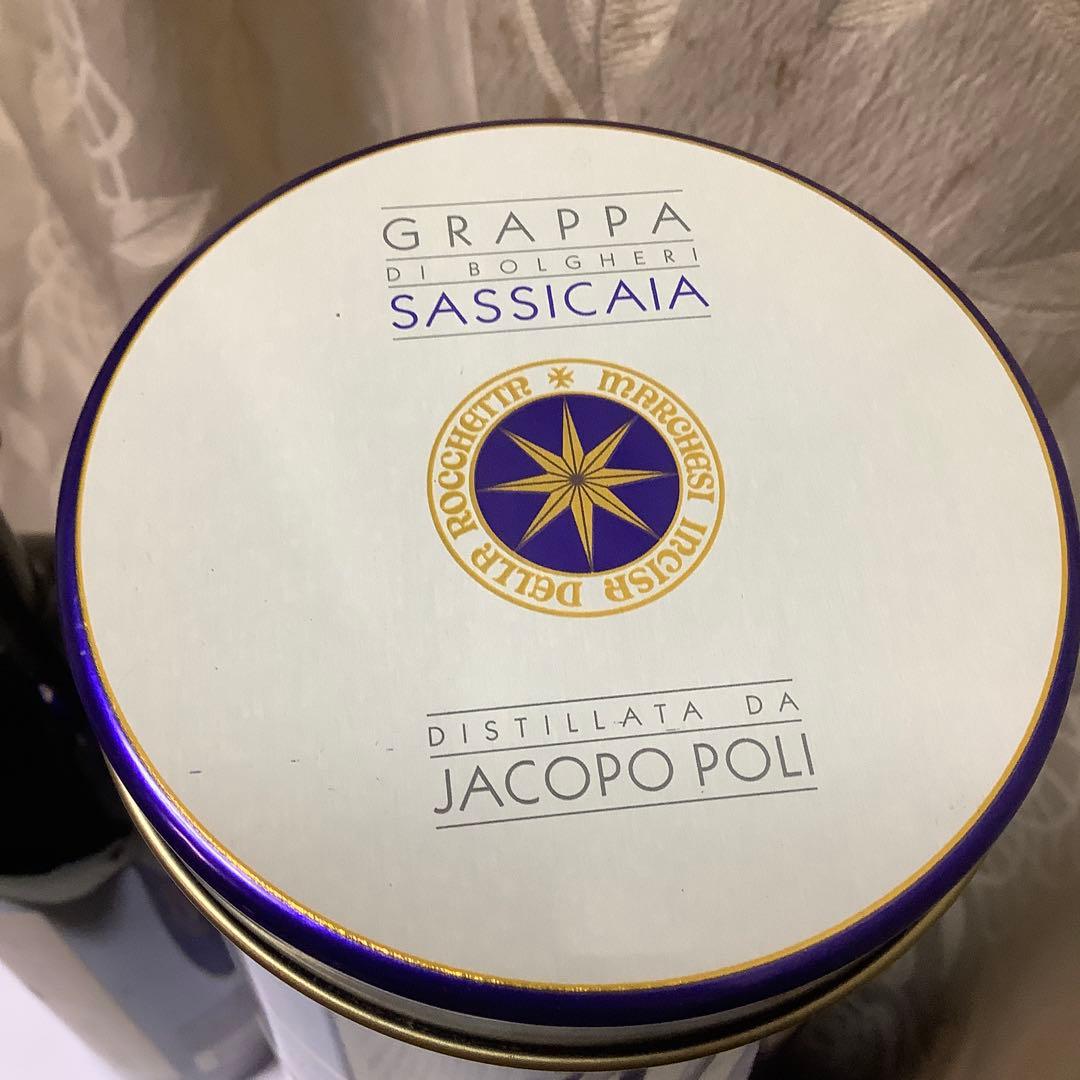 GRAPPA
DI BOLGHERI
SASSICAIA
MARCHESI INCISA DELLA ROCCHETTA
DISTILLATA DA
JACOPO POLI